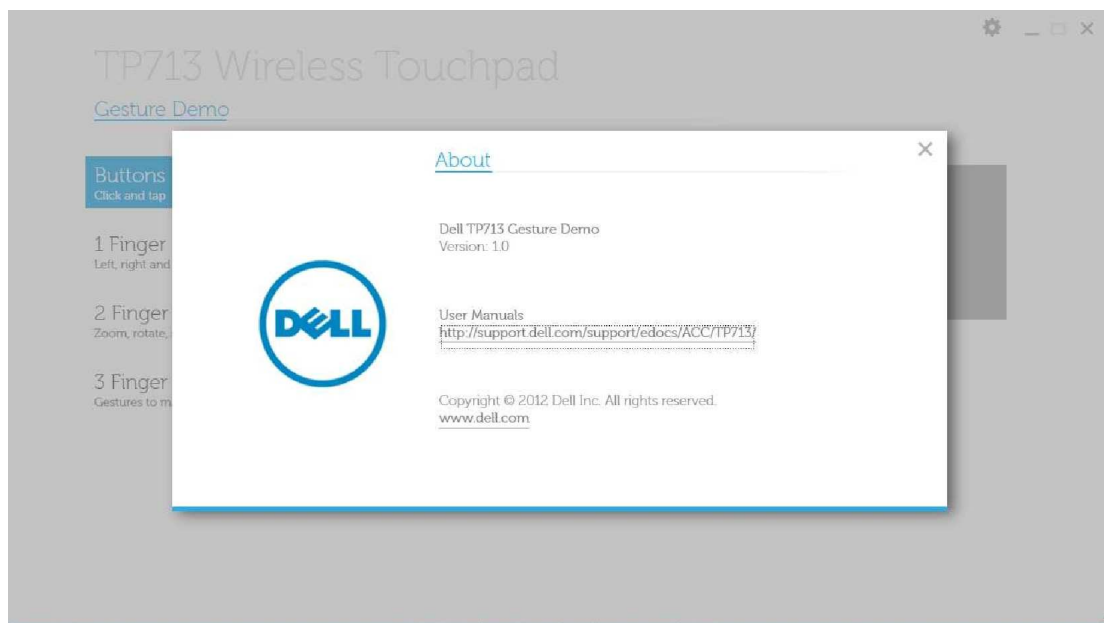 TP713 Wireless Touchpad
Gesture Demo
Buttons
Click and tap
1 Finger
Left, right and
2 Finger
Zoom, rotate,
3 Finger
Gestures to m
About
Dell TP713 Gesture Demo
Version: 1.0
DELL
User Manuals
http://support.dell.com/support/edocs/ACC/TP713/
Copyright © 2012 Dell Inc. All rights reserved.
www.dell.com